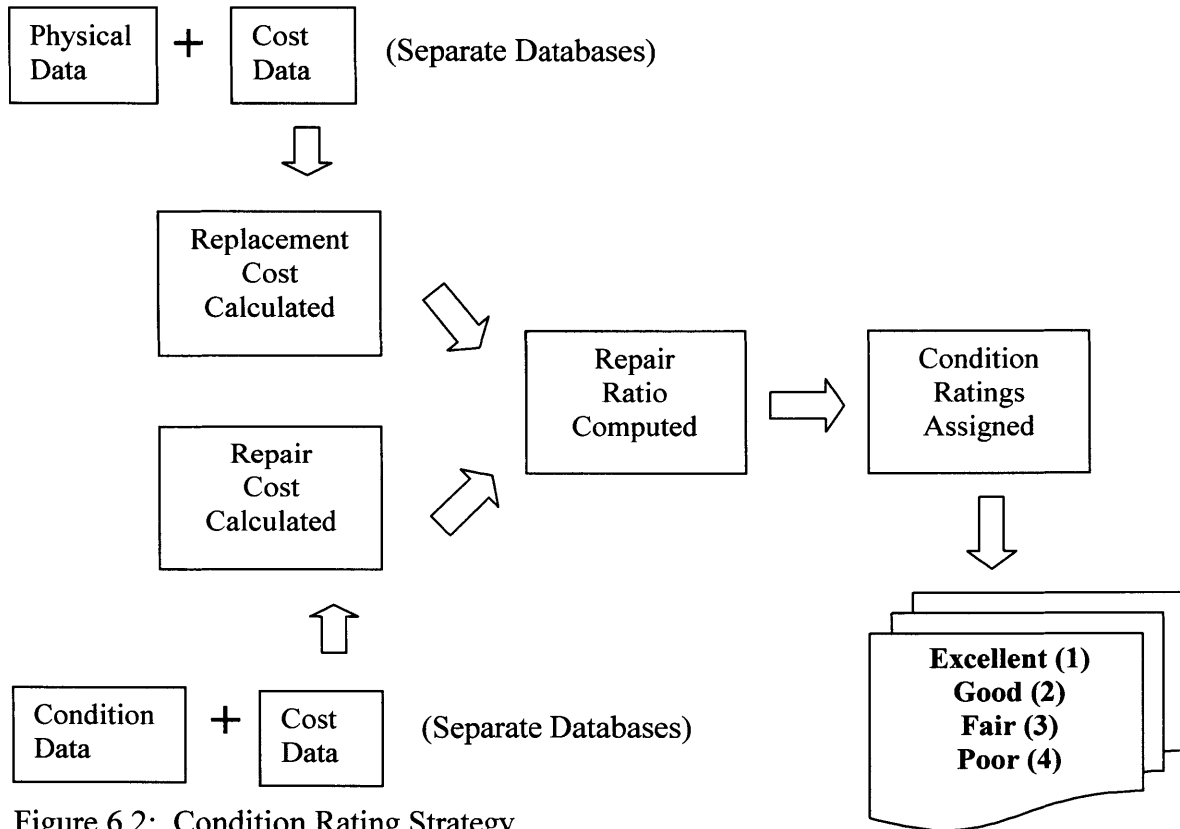 Physical
Data
+
Cost
Data
(Separate Databases)
Replacement
Cost
Calculated
Repair
Ratio
Computed
Condition
Ratings
Assigned
Repair
Cost
Calculated
Excellent (1)
Good (2)
Fair (3)
Poor (4)
Condition
Data
+
Cost
Data
(Separate Databases)
Figure 6.2: Condition Rating Strategy